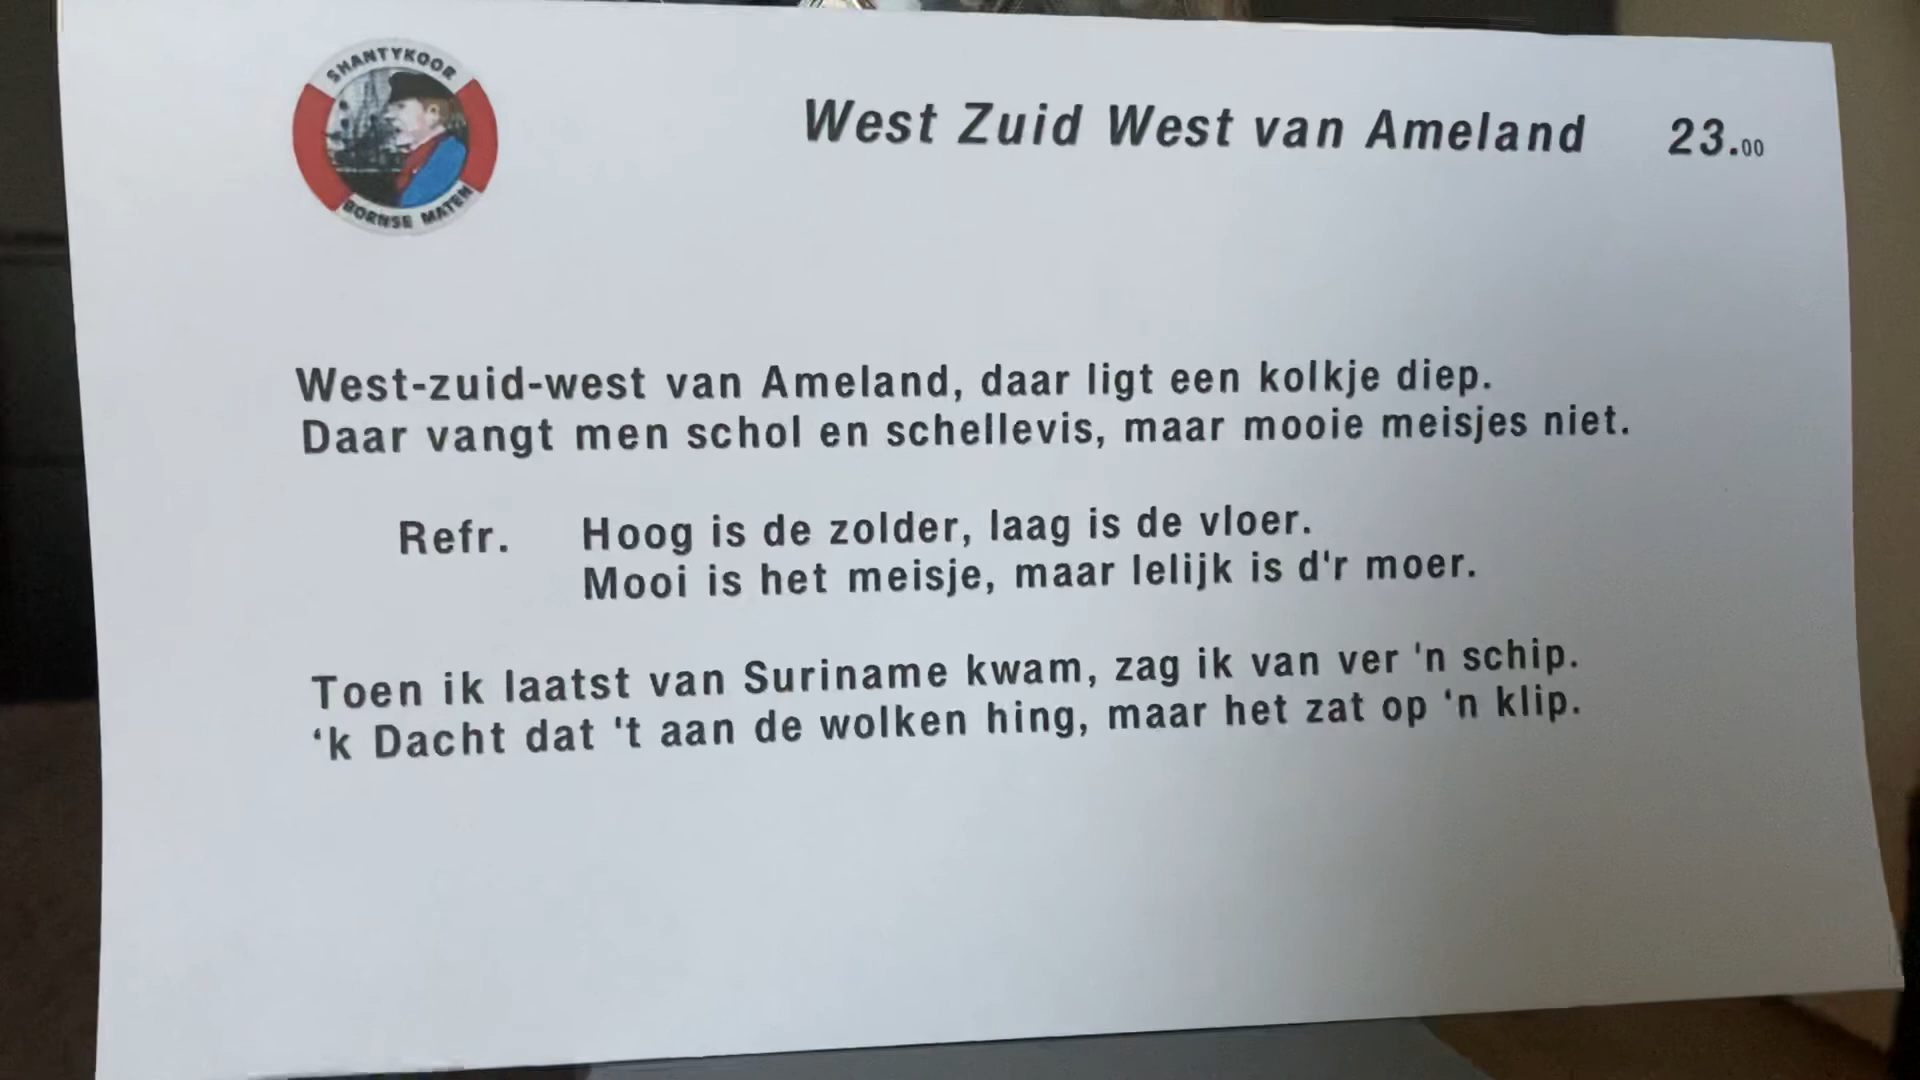 SHANTYKOOR
BORNSE MATEN
West Zuid West van Ameland 23.00
West-zuid-west van Ameland, daar ligt een kolkje diep.
Daar vangt men schol en schellevis, maar mooie meisjes niet.
Refr. Hoog is de zolder, laag is de vloer.
Mooi is het meisje, maar lelijk is d'r moer.
Toen ik laatst van Suriname kwam, zag ik van ver 'n schip.
‘k Dacht dat 't aan de wolken hing, maar het zat op ‘n klip.